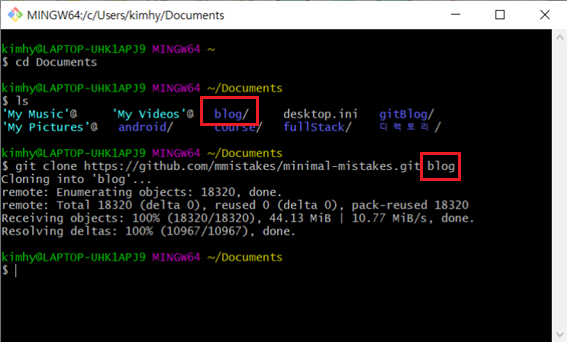 MINGW64:/c/Users/kimhy/Documents
kimhy@LAPTOP-UHK1APJ9 MINGW64 ~
$ cd Documents
kimhy@LAPTOP-UHK1APJ9 MINGW64 ~/Documents
$ ls
'My Music'@ 'My Videos'@ blog/ desktop.ini gitBlog/
'My Pictures'@ android/ course/ fullStack/ 디렉토리/
kimhy@LAPTOP-UHK1APJ9 MINGW64 ~/Documents
$ git clone https://github.com/mmistakes/minimal-mistakes.git blog
Cloning into 'blog'...
remote: Enumerating objects: 18320, done.
remote: Total 18320 (delta 0), reused 0 (delta 0), pack-reused 18320
Receiving objects: 100% (18320/18320), 44.13 MiB | 10.77 MiB/s, done.
Resolving deltas: 100% (10967/10967), done.
kimhy@LAPTOP-UHK1APJ9 MINGW64 ~/Documents
$